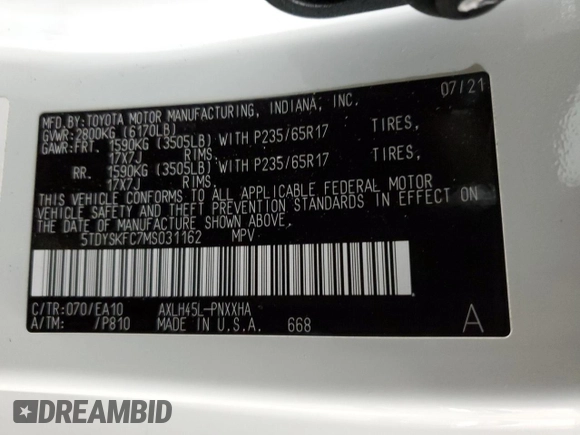 07/21
MFD.BY:TOYOTA MOTOR MANUFACTURING, INDIANA, INC.
GVWR:2800KG (6170LB)
GAWR:FRT. 1590KG (3505LB) WITH P235/65R17 TIRES,
17X7J RIMS.
RR. 1590KG (3505LB) WITH P235/65R17 TIRES,
17X7J RIMS.
THIS VEHICLE CONFORMS TO ALL APPLICABLE FEDERAL MOTOR
VEHICLE SAFETY AND THEFT PREVENTION STANDARDS IN EFFECT ON
THE DATE OF MANUFACTURE SHOWN ABOVE.
5TDYSKFC7MS031162 MPV
C/TR:070/EA10 AXLH45L-PNXXHA
A/TM: /P810 MADE IN U.S.A. 668 A
DREAMBID